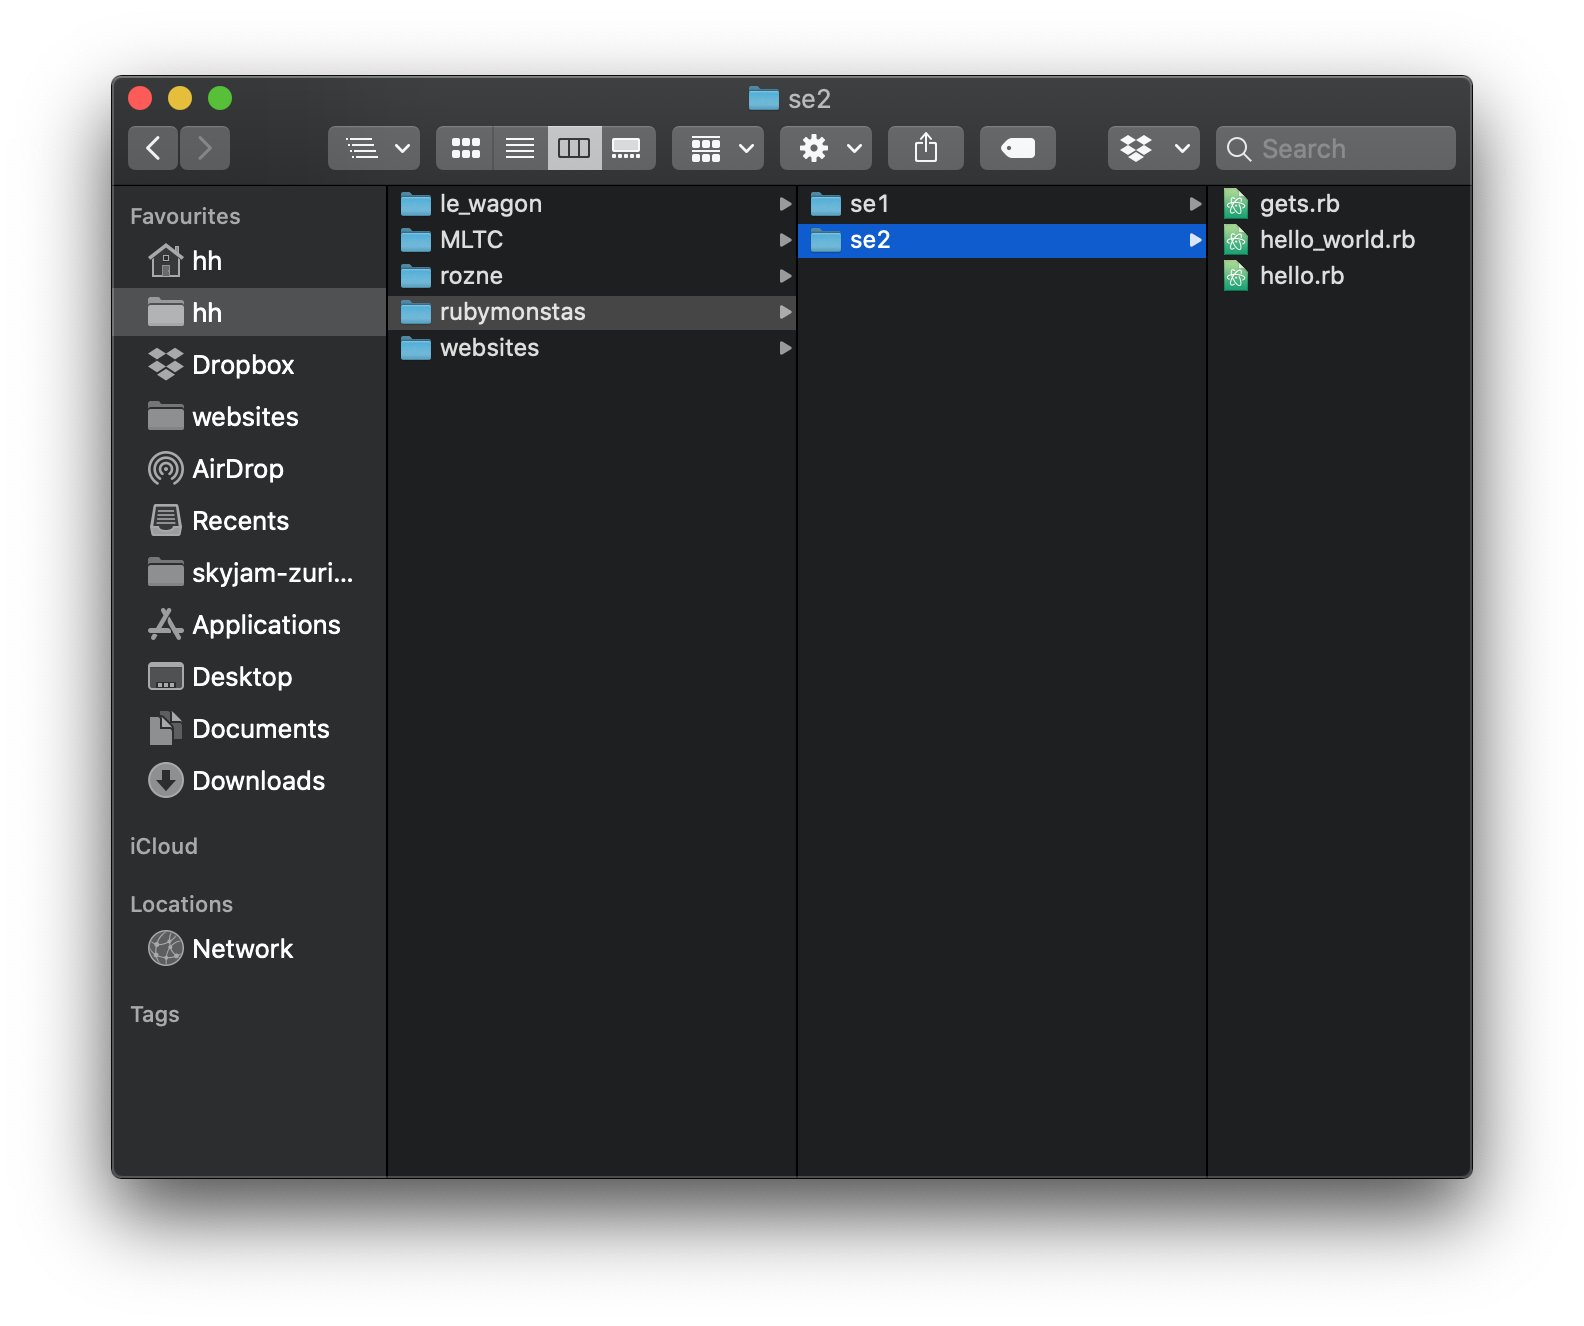 se2
Search
Favourites
hh
hh
Dropbox
websites
AirDrop
Recents
skyjam-zuri...
Applications
Desktop
Documents
Downloads
iCloud
Locations
Network
Tags
le_wagon
MLTC
rozne
rubymonstas
websites
se1
se2
gets.rb
hello_world.rb
hello.rb